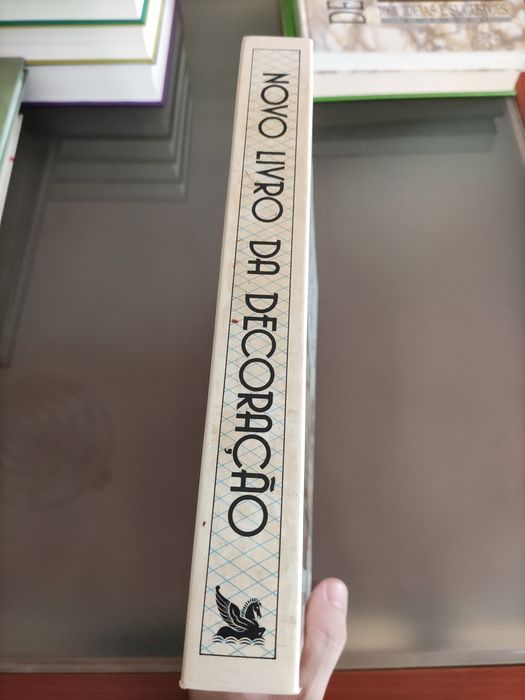 NOVO LIVRO DA DECORAÇÃO
IDEIAS E SUGESTÕES